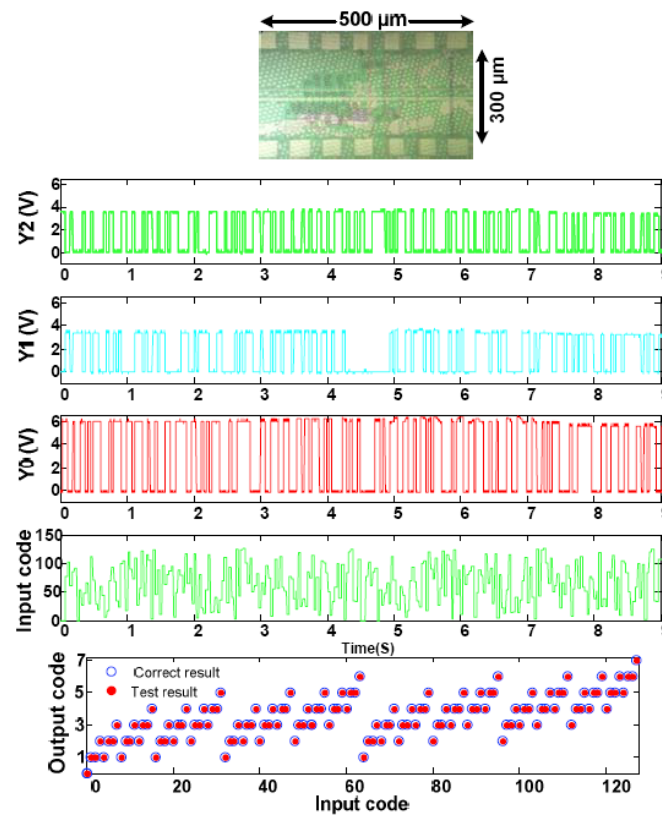 500 µm
300 µm
Y2 (V)
6
4
2
0
0 1 2 3 4 5 6 7 8 9
Y1(V)
6
4
2
0
0 1 2 3 4 5 6 7 8 9
Y0(V)
6
4
2
0
0 1 2 3 4 5 6 7 8 9
Input code
150
100
50
0
0 1 2 3 4 5 6 7 8 9
Time(S)
Output code
7
5
3
1
Correct result
Test result
0 20 40 60 80 100 120
Input code